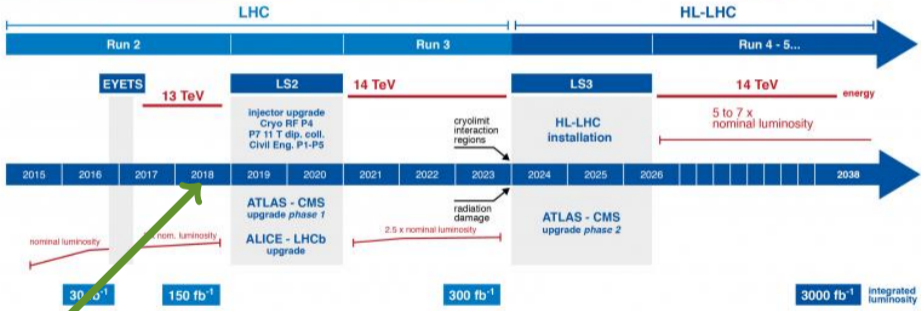 LHC HL-LHC
Run 2 Run 3 Run 4 - 5...
EYETS LS2 14 TeV LS3 14 TeV
13 TeV energy
injector upgrade
Cryo RF P4
P7 11 T dip. coll.
Civil Eng. P1-P5
cryolimit
interaction
regions
HL-LHC
installation
5 to 7 x
nominal luminosity
2015 2016 2017 2018 2019 2020 2021 2022 2023 2024 2025 2026 2038
radiation
damage
ATLAS - CMS
upgrade phase 1
ALICE - LHCb
upgrade
ATLAS - CMS
upgrade phase 2
nominal luminosity nom. luminosity 2.5 x nominal luminosity
150 fb-1 300 fb-1 3000 fb-1
integrated
luminosity